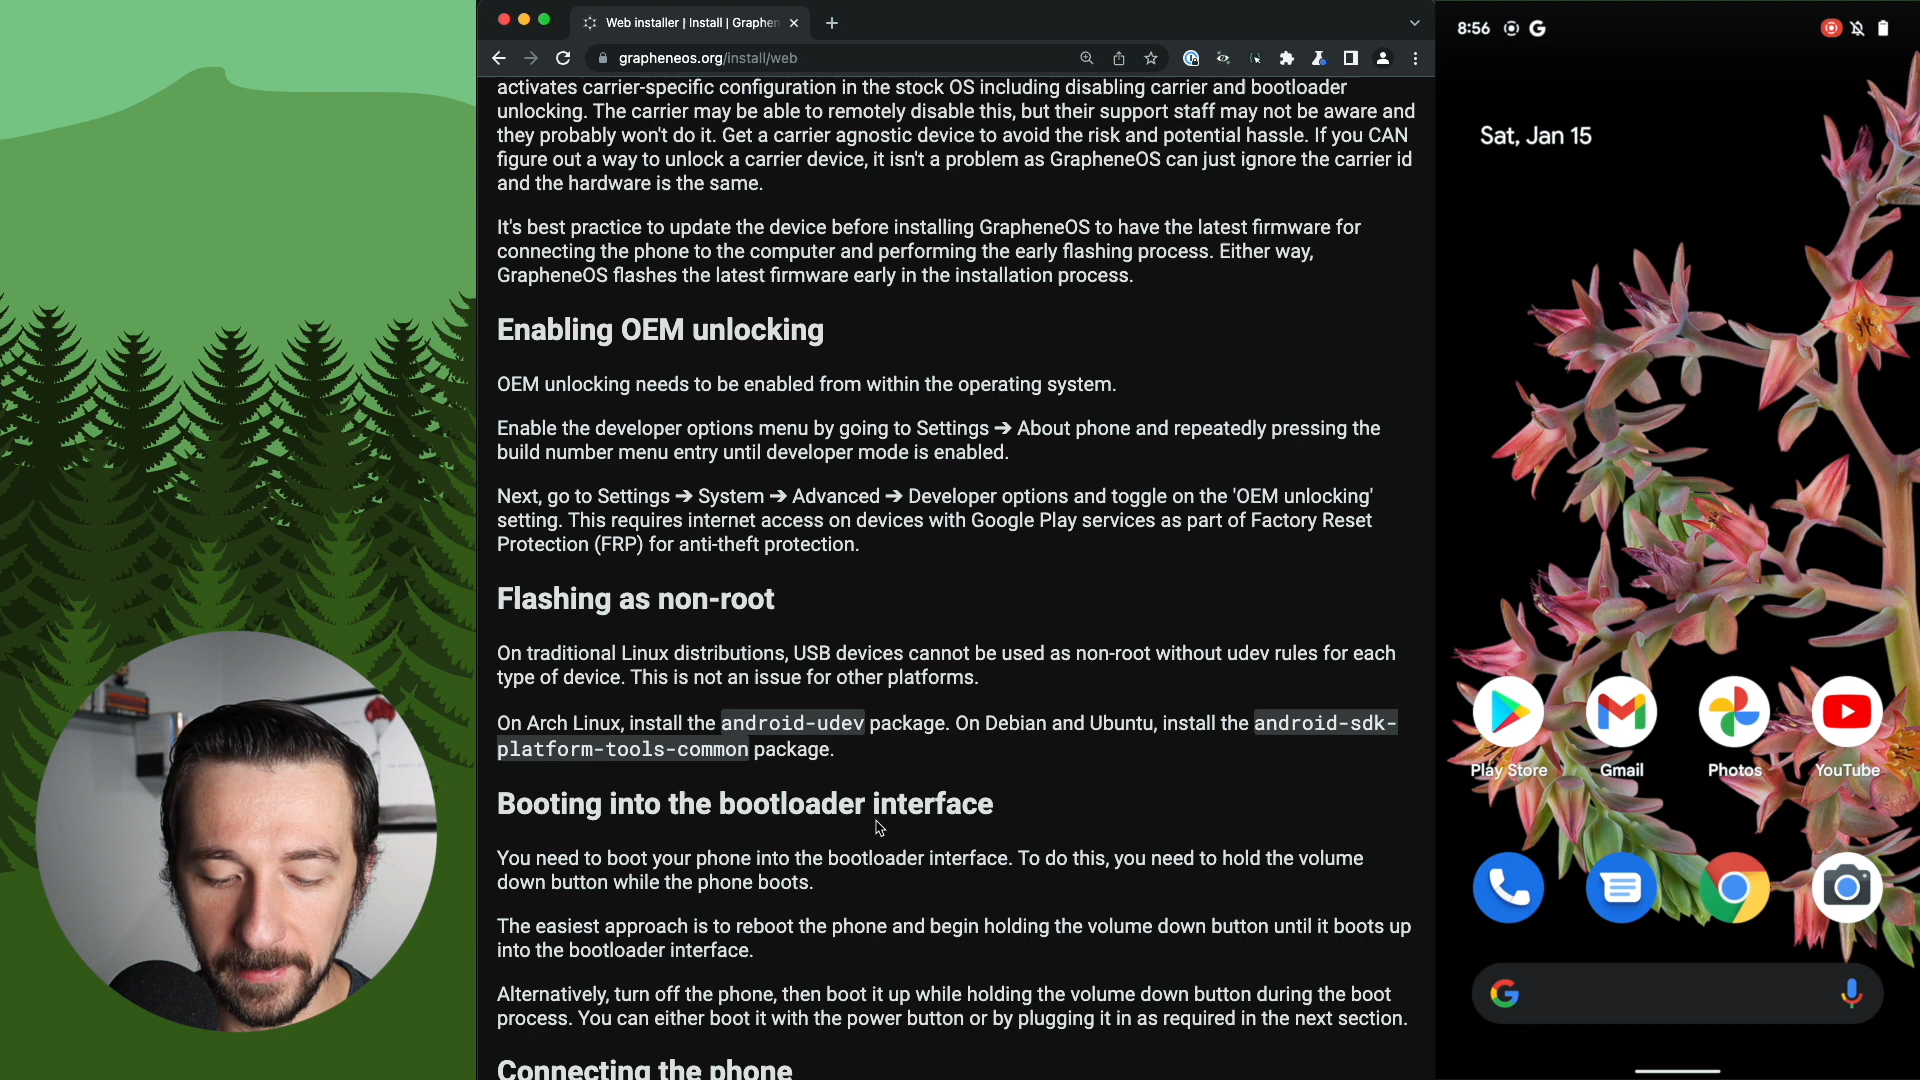 Web installer | Install | Graphen
grapheneos.org/install/web
activates carrier-specific configuration in the stock OS including disabling carrier and bootloader
unlocking. The carrier may be able to remotely disable this, but their support staff may not be aware and
they probably won't do it. Get a carrier agnostic device to avoid the risk and potential hassle. If you CAN
figure out a way to unlock a carrier device, it isn't a problem as GrapheneOS can just ignore the carrier id
and the hardware is the same.
It's best practice to update the device before installing GrapheneOS to have the latest firmware for
connecting the phone to the computer and performing the early flashing process. Either way,
GrapheneOS flashes the latest firmware early in the installation process.
Enabling OEM unlocking
OEM unlocking needs to be enabled from within the operating system.
Enable the developer options menu by going to Settings ➔ About phone and repeatedly pressing the
build number menu entry until developer mode is enabled.
Next, go to Settings ➔ System ➔ Advanced ➔ Developer options and toggle on the 'OEM unlocking'
setting. This requires internet access on devices with Google Play services as part of Factory Reset
Protection (FRP) for anti-theft protection.
Flashing as non-root
On traditional Linux distributions, USB devices cannot be used as non-root without udev rules for each
type of device. This is not an issue for other platforms.
On Arch Linux, install the android-udev package. On Debian and Ubuntu, install the android-sdk-
platform-tools-common package.
Booting into the bootloader interface
You need to boot your phone into the bootloader interface. To do this, you need to hold the volume
down button while the phone boots.
The easiest approach is to reboot the phone and begin holding the volume down button until it boots up
into the bootloader interface.
Alternatively, turn off the phone, then boot it up while holding the volume down button during the boot
process. You can either boot it with the power button or by plugging it in as required in the next section.
Connecting the phone
8:56
Sat, Jan 15
Play Store
Gmail
Photos
YouTube